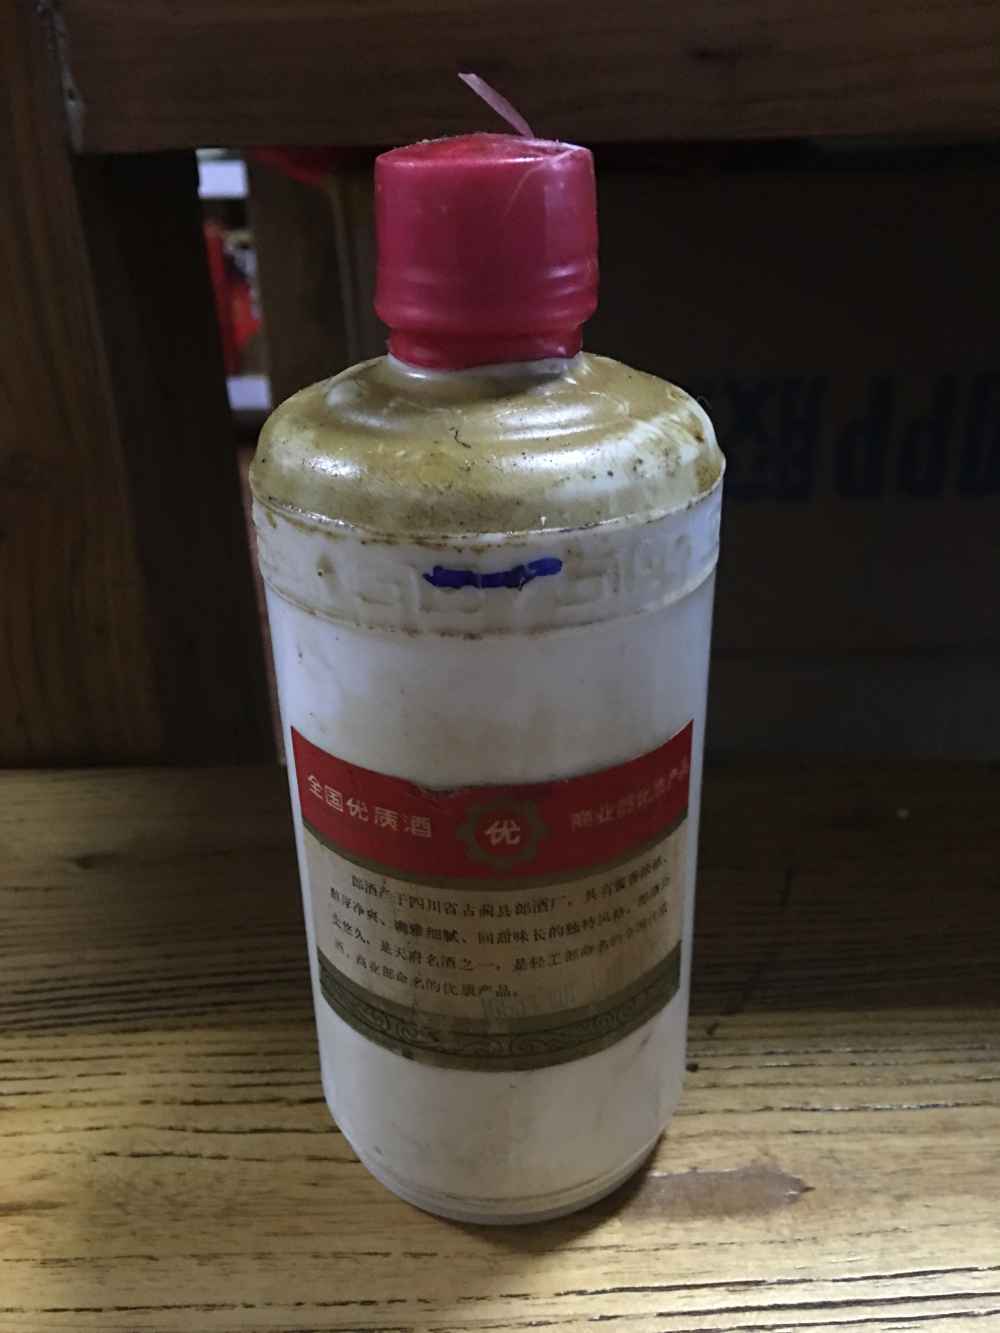 全国优质酒
优
商业部优质产品
郎酒产于四川省古蔺县郎酒厂，具有酱香浓郁、
醇厚净爽、幽雅细腻、回甜味长的独特风格。郎酒历
史悠久，是天府名酒之一，是轻工部命名的全国优质
酒，商业部命名的优质产品。